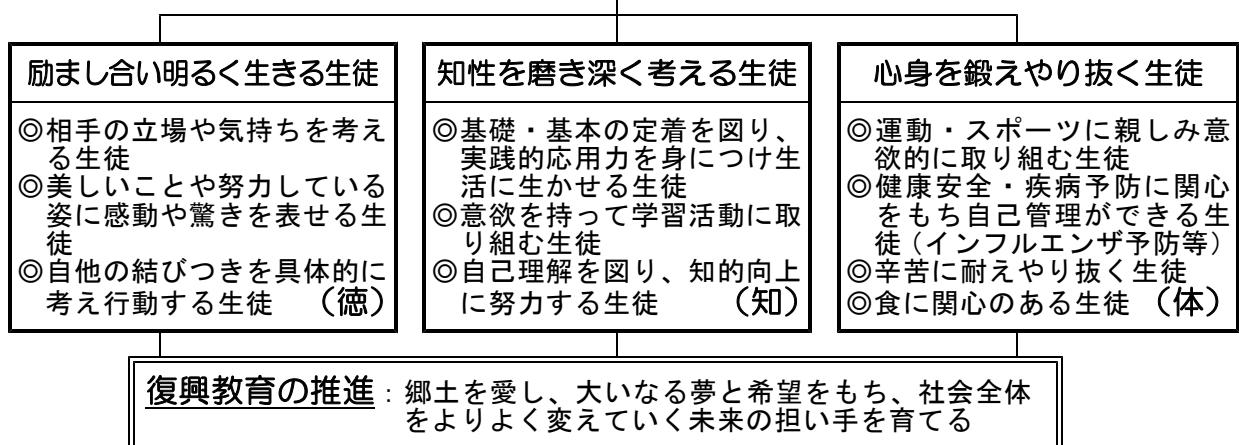 励まし合い明るく生きる生徒
◎相手の立場や気持ちを考え
る生徒
◎美しいことや努力している
姿に感動や驚きを表せる生
徒
◎自他の結びつきを具体的に
考え行動する生徒 （徳）
知性を磨き深く考える生徒
◎基礎・基本の定着を図り、
実践的応用力を身につけ生
活に生かせる生徒
◎意欲を持って学習活動に取
り組む生徒
◎自己理解を図り、知的向上
に努力する生徒 （知）
心身を鍛えやり抜く生徒
◎運動・スポーツに親しみ意
欲的に取り組む生徒
◎健康安全・疾病予防に関心
をもち自己管理ができる生
徒（インフルエンザ予防等）
◎辛苦に耐えやり抜く生徒
◎食に関心のある生徒 （体）
復興教育の推進：郷土を愛し、大いなる夢と希望をもち、社会全体
をよりよく変えていく未来の担い手を育てる